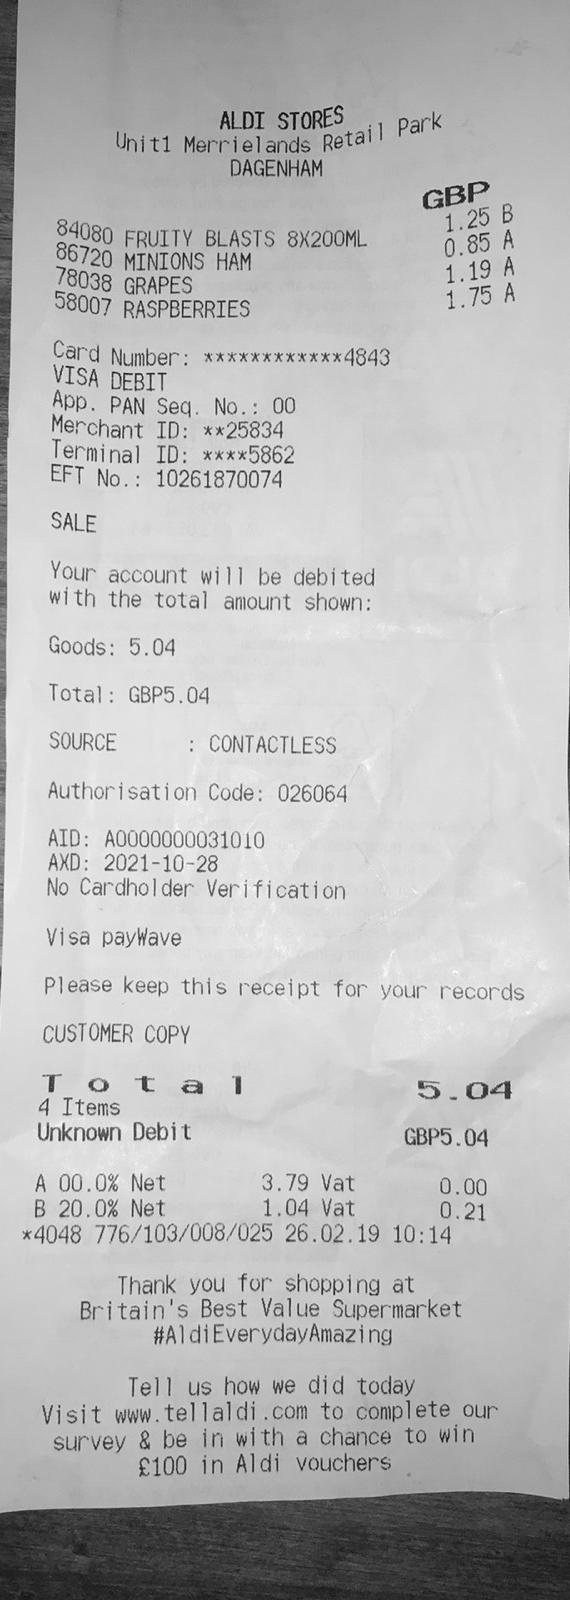 ALDI STORES
Unit1 Merrielands Retail Park
DAGENHAM
GBP
84080 FRUITY BLASTS 8X200ML 1.25 B
86720 MINIONS HAM 0.85 A
78038 GRAPES 1.19 A
58007 RASPBERRIES 1.75 A
Card Number: ************4843
VISA DEBIT
App. PAN Seq. No.: 00
Merchant ID: **25834
Terminal ID: ****5862
EFT No.: 10261870074
SALE
Your account will be debited
with the total amount shown:
Goods: 5.04
Total: GBP5.04
SOURCE : CONTACTLESS
Authorisation Code: 026064
AID: A0000000031010
AXD: 2021-10-28
No Cardholder Verification
Visa payWave
Please keep this receipt for your records
CUSTOMER COPY
Total 5.04
4 Items
Unknown Debit GBP5.04
A 00.0% Net 3.79 Vat 0.00
B 20.0% Net 1.04 Vat 0.21
*4048 776/103/008/025 26.02.19 10:14
Thank you for shopping at
Britain's Best Value Supermarket
#AldiEverydayAmazing
Tell us how we did today
Visit www.tellaldi.com to complete our
survey & be in with a chance to win
£100 in Aldi vouchers